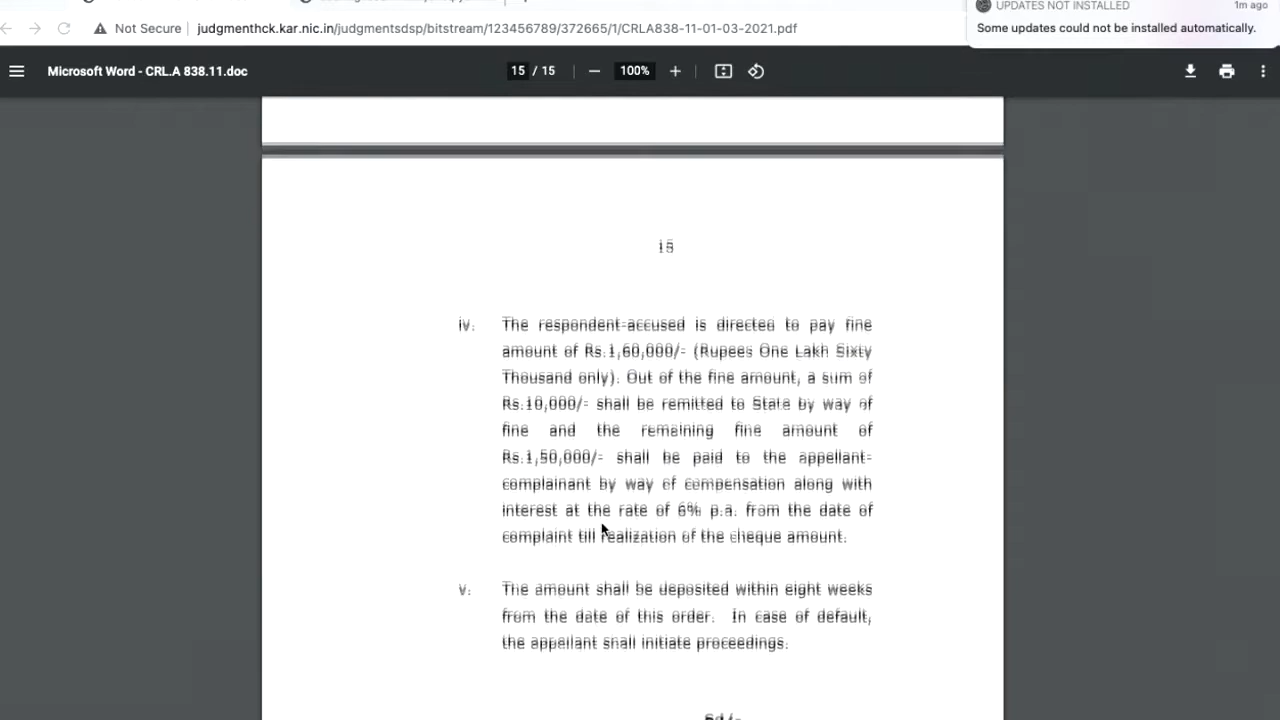 UPDATES NOT INSTALLED 1m ago
Not Secure judgmenthck.kar.nic.in/judgmentsdsp/bitstream/123456789/372665/1/CRLA838-11-01-03-2021.pdf
Some updates could not be installed automatically.
Microsoft Word - CRL.A 838.11.doc 15 / 15 100%
15
iv. The respondent-accused is directed to pay fine
amount of Rs.1,60,000/- (Rupees One Lakh Sixty
Thousand only). Out of the fine amount, a sum of
Rs.10,000/- shall be remitted to State by way of
fine and the remaining fine amount of
Rs.1,50,000/- shall be paid to the appellant-
complainant by way of compensation along with
interest at the rate of 6% p.a. from the date of
complaint till realization of the cheque amount.
v. The amount shall be deposited within eight weeks
from the date of this order. In case of default,
the appellant shall initiate proceedings.
Sd/-